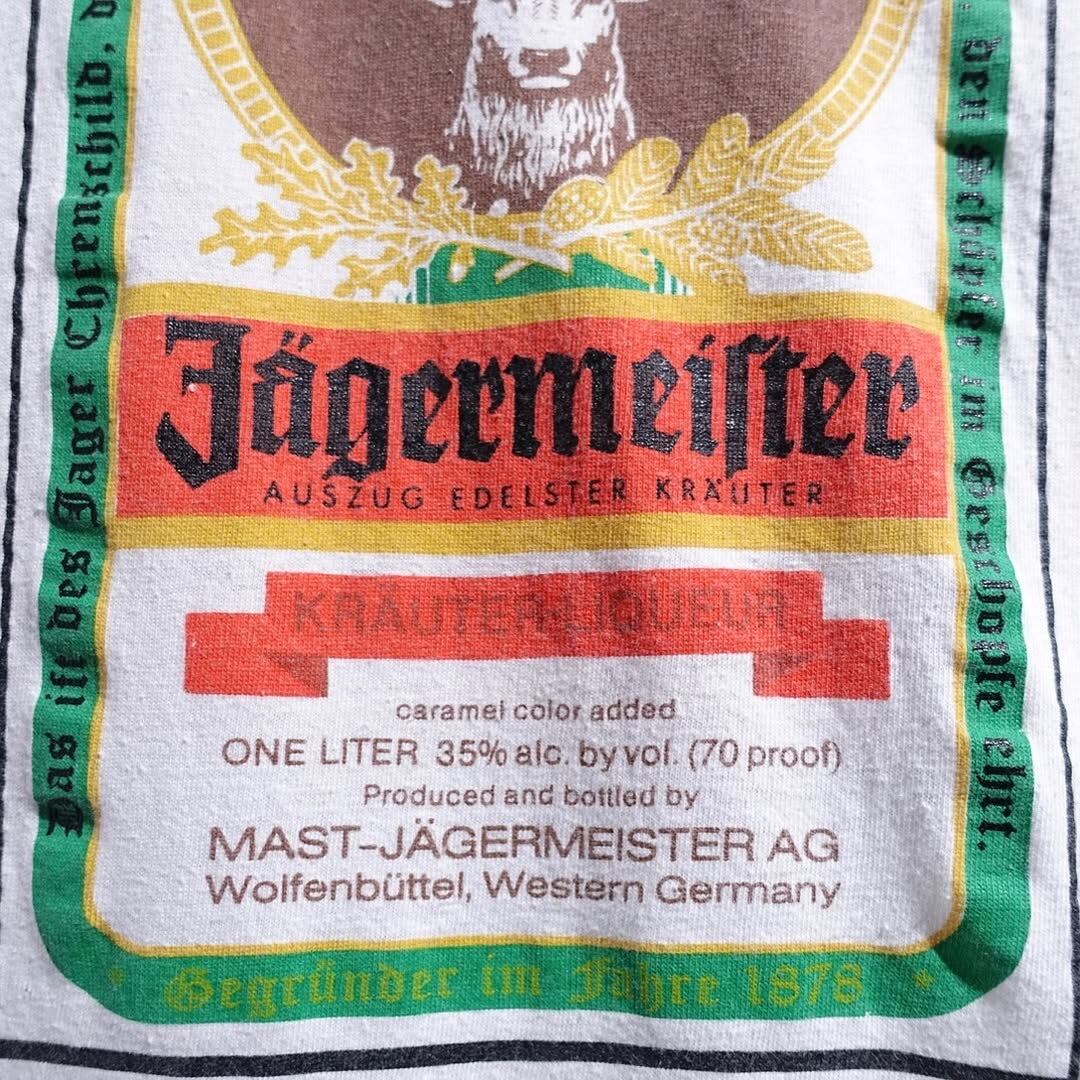 Das ist des Jäger Ehrenschild, d
den Schöpfer im Geschöpfe ehrt.
Jägermeiſter
AUSZUG EDELSTER KRÄUTER
KRÄUTER-LIQUEUR
caramel color added
ONE LITER 35% alc. by vol. (70 proof)
Produced and bottled by
MAST-JÄGERMEISTER AG
Wolfenbüttel, Western Germany
Gegründer im Jahre 1878